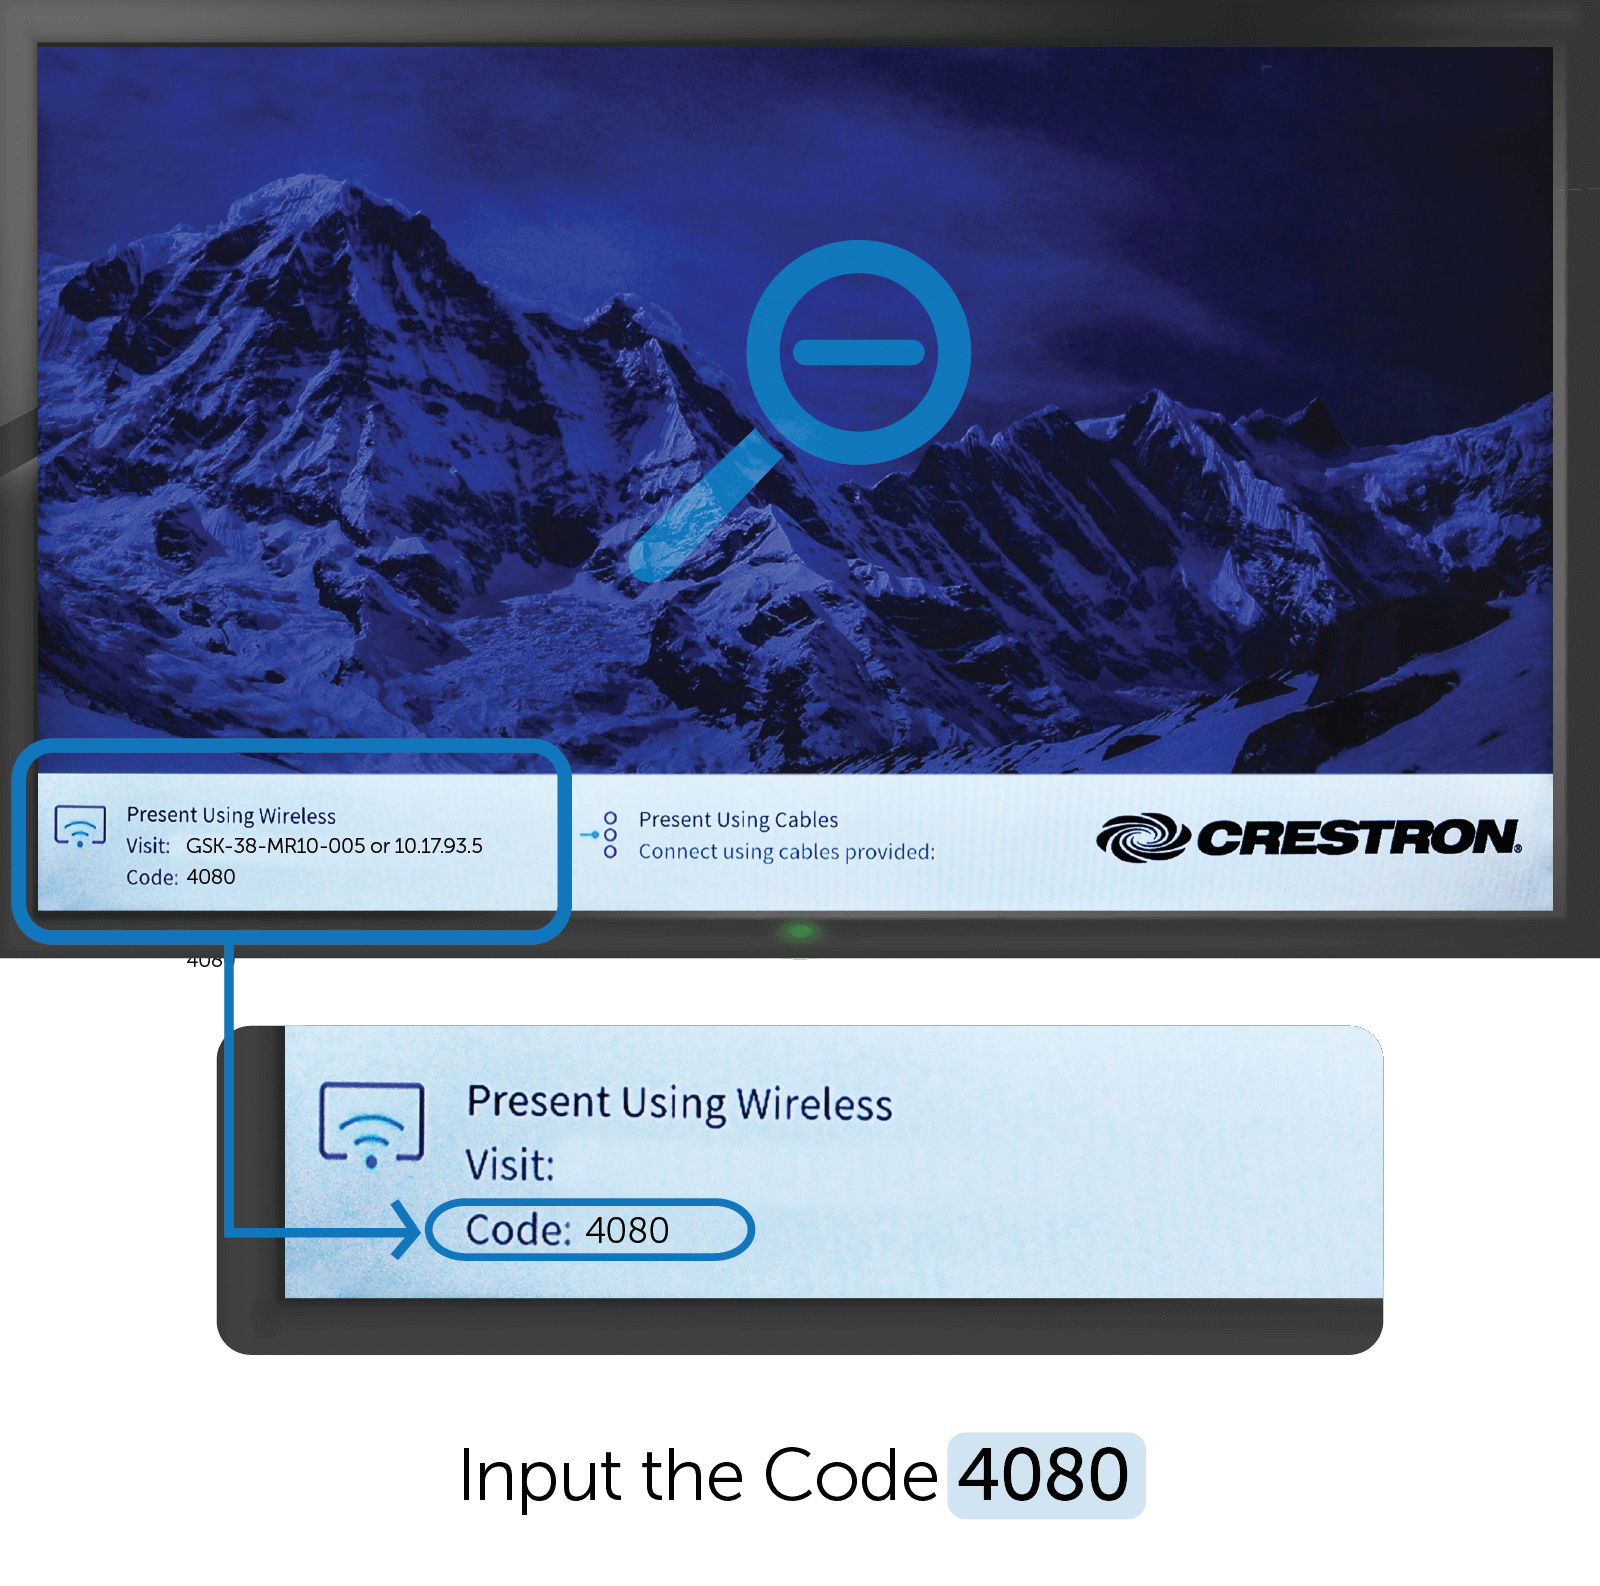 Present Using Wireless
Visit: GSK-38-MR10-005 or 10.17.93.5
Code: 4080
Present Using Cables
Connect using cables provided:
CRESTRON®
408
Present Using Wireless
Visit:
Code: 4080
Input the Code 4080